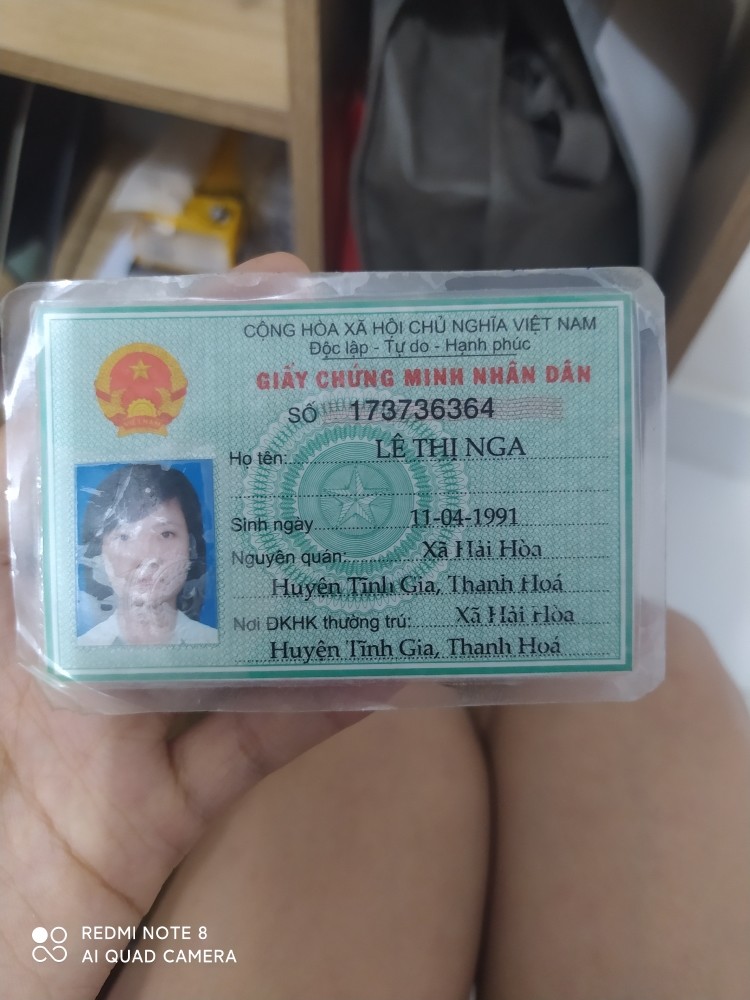 CỘNG HÒA XÃ HỘI CHỦ NGHĨA VIỆT NAM
Độc lập - Tự do - Hạnh phúc
GIẤY CHỨNG MINH NHÂN DÂN
SỐ 173736364
Họ tên: LÊ THỊ NGA
Sinh ngày 11-04-1991
Nguyên quán: Xã Hải Hòa
Huyện Tĩnh Gia, Thanh Hoá
Nơi ĐKHK thường trú: Xã Hải Hòa
Huyện Tĩnh Gia, Thanh Hoá
VIỆT NAM
REDMI NOTE 8
AI QUAD CAMERA